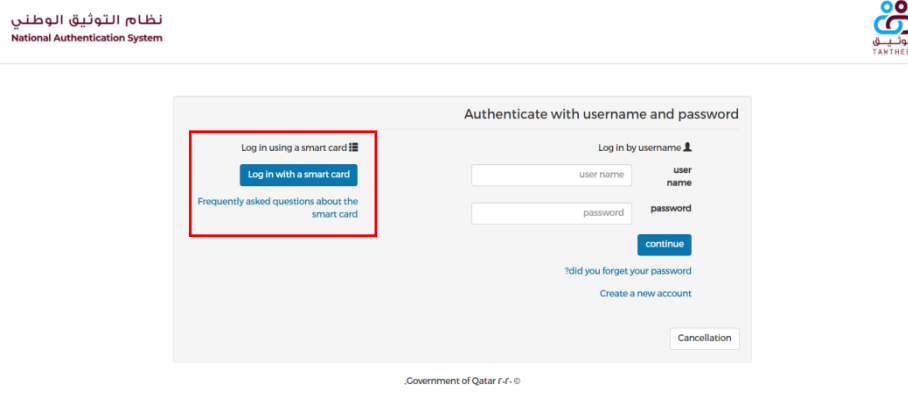 نظام التوثيق الوطني
National Authentication System
توثيق
TAWTHEE
Authenticate with username and password
Log in using a smart card
Log in with a smart card
Frequently asked questions about the
smart card
Log in by username
user name
user
name
password
password
continue
?did you forget your password
Create a new account
Cancellation
,Government of Qatar ٢٠٢٠ ©